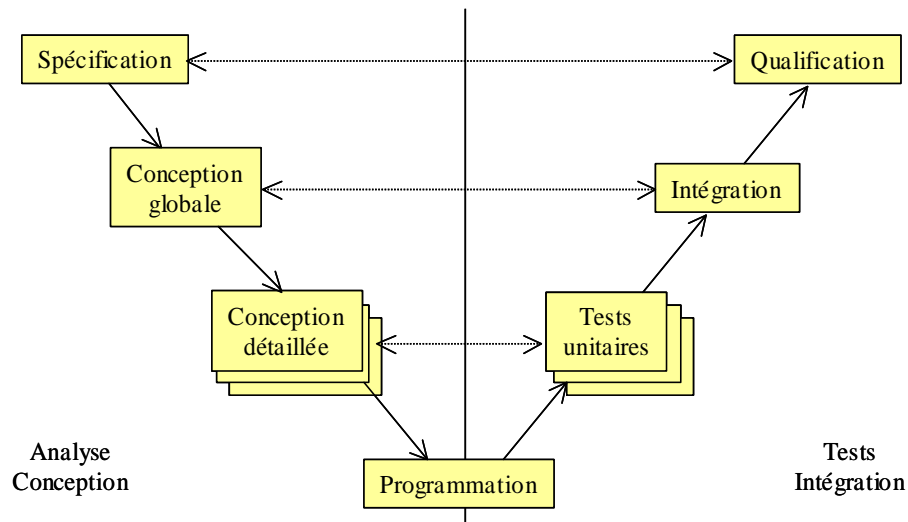 Spécification
Qualification
Conception
globale
Intégration
Conception
détaillée
Tests
unitaires
Analyse
Conception
Programmation
Tests
Intégration